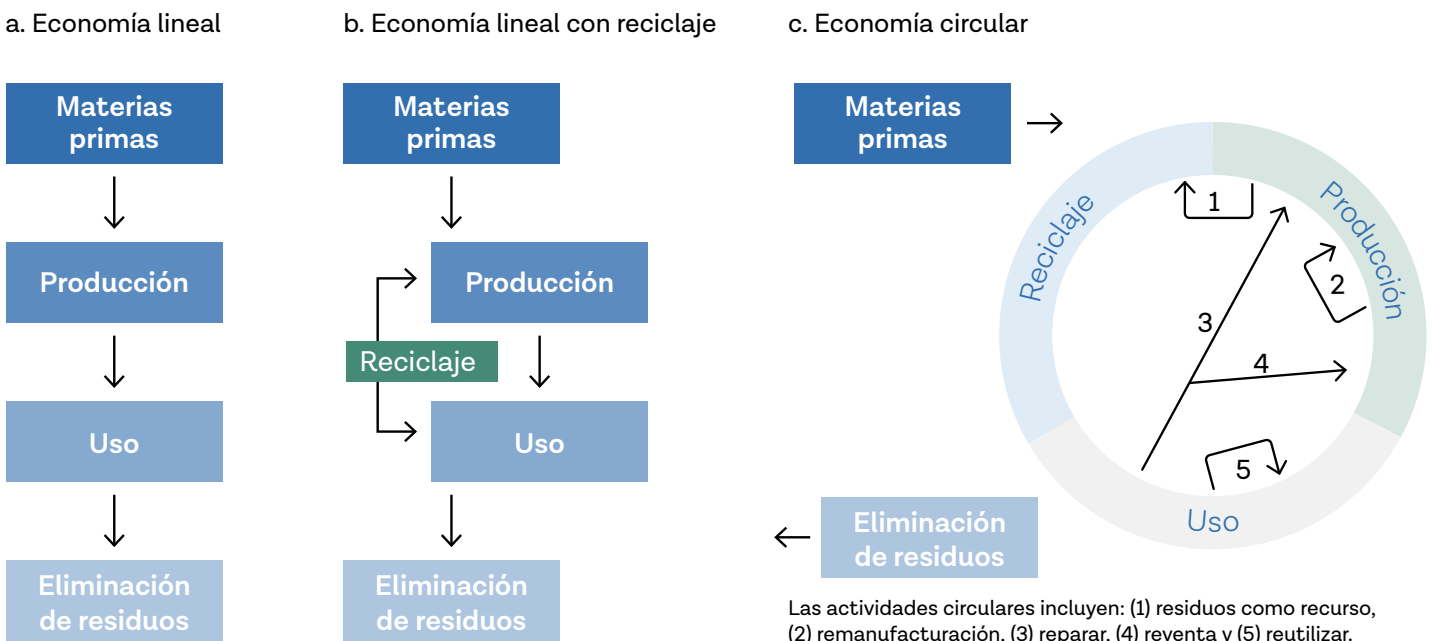 a. Economía lineal
Materias
primas
Producción
Uso
Eliminación
de residuos
b. Economía lineal con reciclaje
Materias
primas
Producción
Reciclaje
Uso
Eliminación
de residuos
c. Economía circular
Materias
primas
Reciclaje
Producción
Uso
1
2
3
4
5
Eliminación
de residuos
Las actividades circulares incluyen: (1) residuos como recurso,
(2) remanufacturación, (3) reparar, (4) reventa y (5) reutilizar.